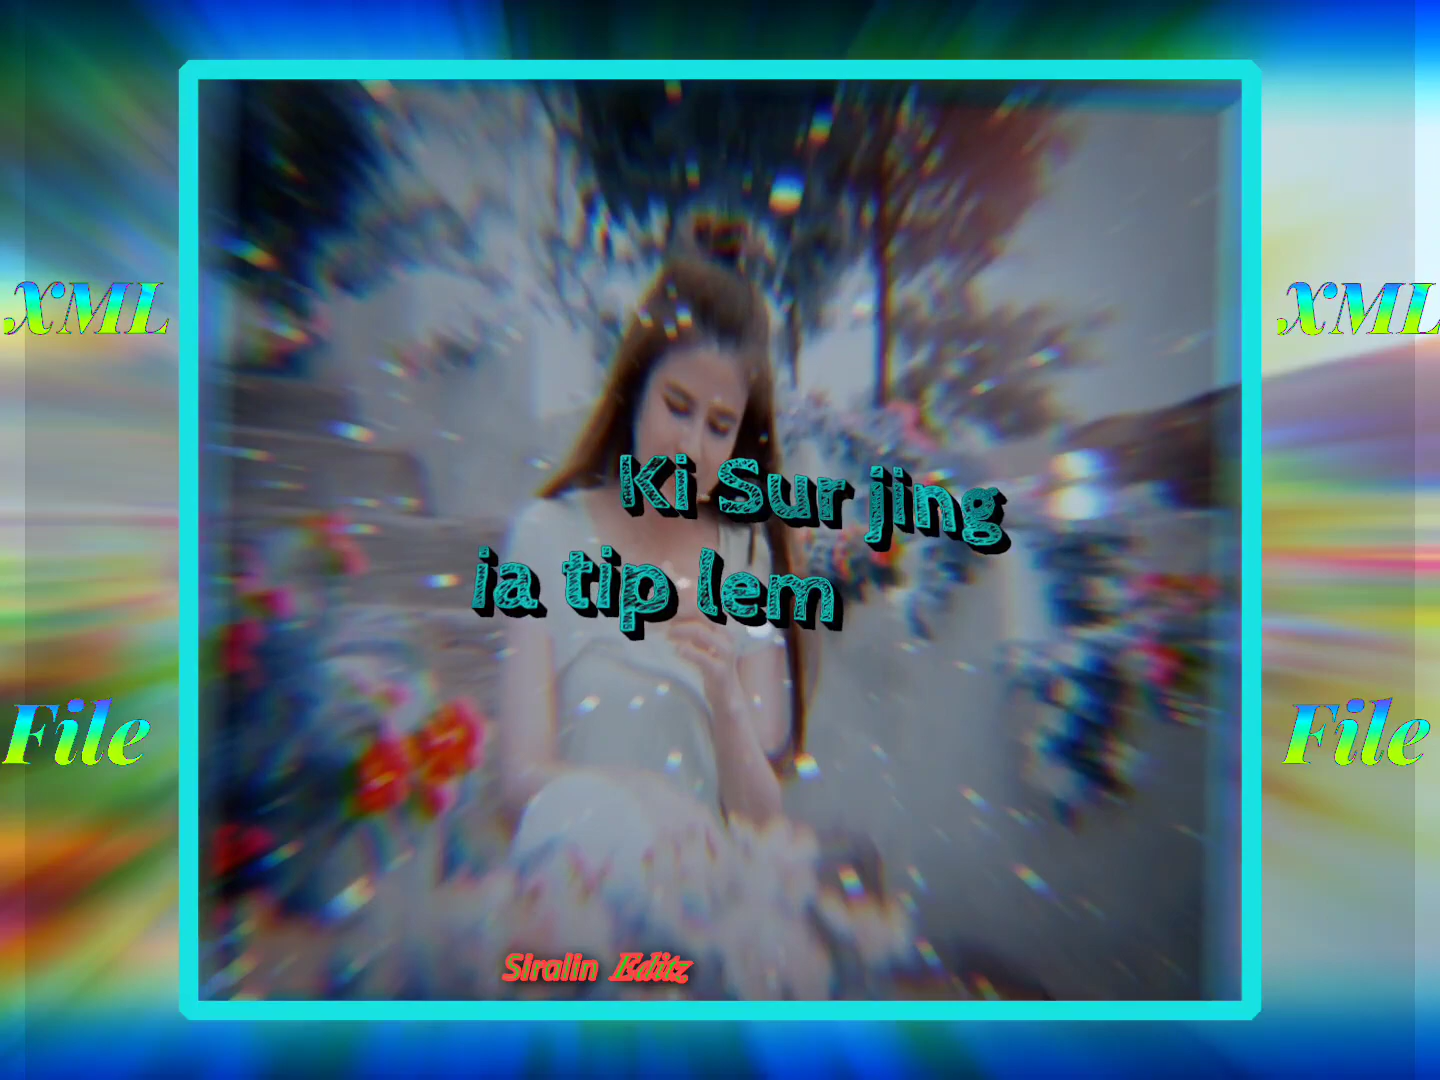 XML
XML
Ki Sur jing
ia tip lem
File
File
Siralin Editz